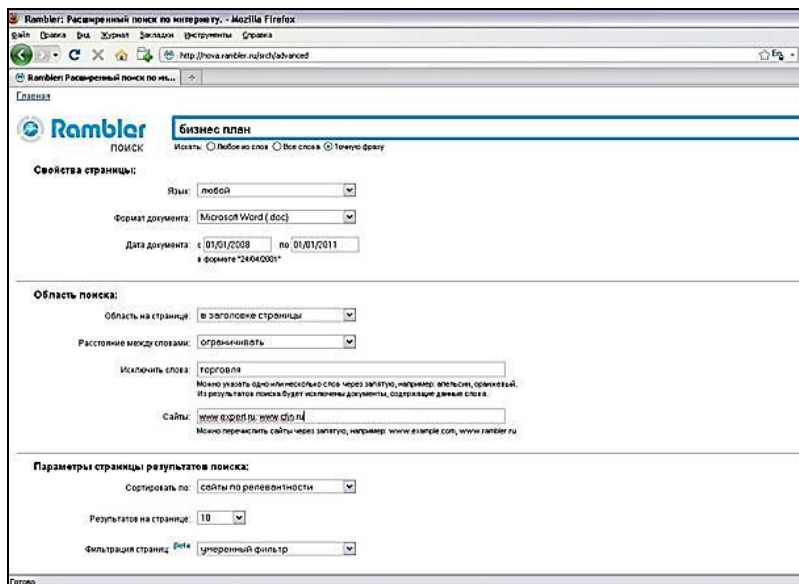 Rambler: Расширенный поиск по интернету. - Mozilla Firefox
Файл Правка Вид Журнал Закладки Инструменты Справка
http://nova.rambler.ru/srch/advanced
Rambler: Расширенный поиск по ин...
Главная
Rambler бизнес план
ПОИСК Искать: Любое из слов Все слова Точную фразу
Свойства страницы:
Язык: любой
Формат документа: Microsoft Word (.doc)
Дата документа: с 01/01/2008 по 01/01/2011
в формате "24/04/2001"
Область поиска:
Область на странице: в заголовке страницы
Расстояние между словами: ограничивать
Исключить слова: торговля
Можно указать одно или несколько слов через запятую, например: апельсин, оранжевый.
Из результатов поиска будет исключены документы, содержащие данные слова.
Сайты: www.expert.ru; www.cfin.ru
Можно перечислить сайты через запятую, например: www.example.com, www.rambler.ru
Параметры страницы результатов поиска:
Сортировать по: сайты по релевантности
Результатов на странице: 10
Фильтрация страниц Beta умеренный фильтр
Готово